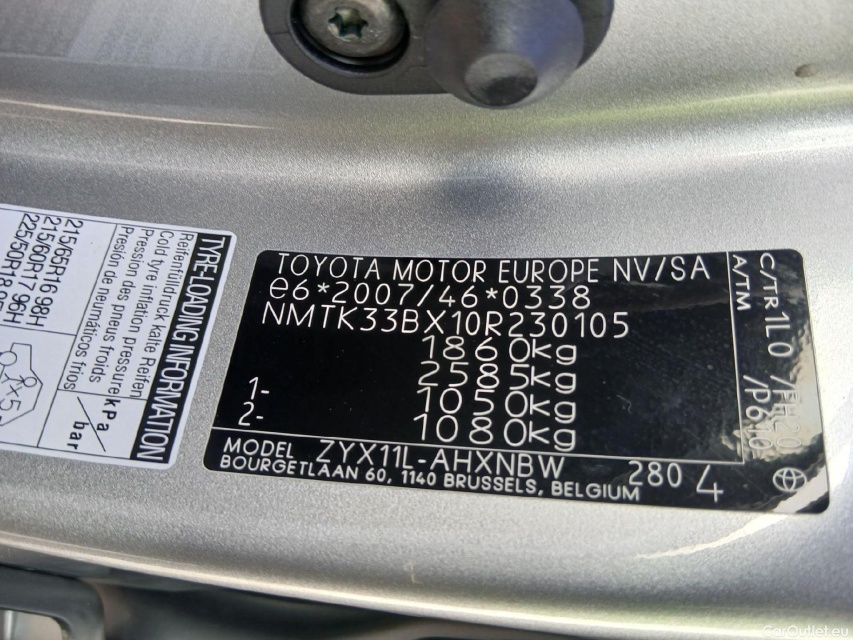 TOYOTA MOTOR EUROPE NV/SA
e6*2007/46*0338
NMTK33BX10R230105
1860kg
2585kg
1- 1050kg
2- 1080kg
MODEL ZYX11L-AHXNBW
BOURGETLAAN 60, 1140 BRUSSELS, BELGIUM
280 4
C/TR 1L0
A/TM
TYRE-LOADING INFORMATION
Reifenfülldruck kalte Reifen
Cold tyre inflation pressure
Pression des pneus froids
Presión de neumáticos fríos
kPa / bar
215/65R16 98H
215/60R17 96H
225/50R18
x5
CarOutlet.eu